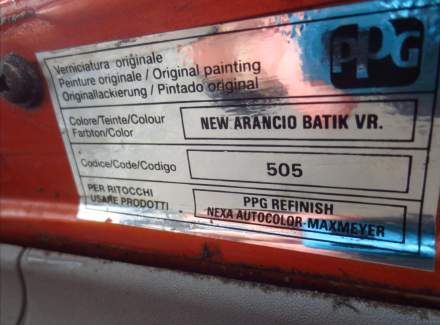 Verniciatura originale
Peinture originale / Original painting
Originallackierung / Pintado original
PPG
Colore/Teinte/Colour
Farbton/Color
NEW ARANCIO BATIK VR.
Codice/Code/Codigo
505
PER RITOCCHI
USARE PRODOTTI
PPG REFINISH
NEXA AUTOCOLOR-MAXMEYER